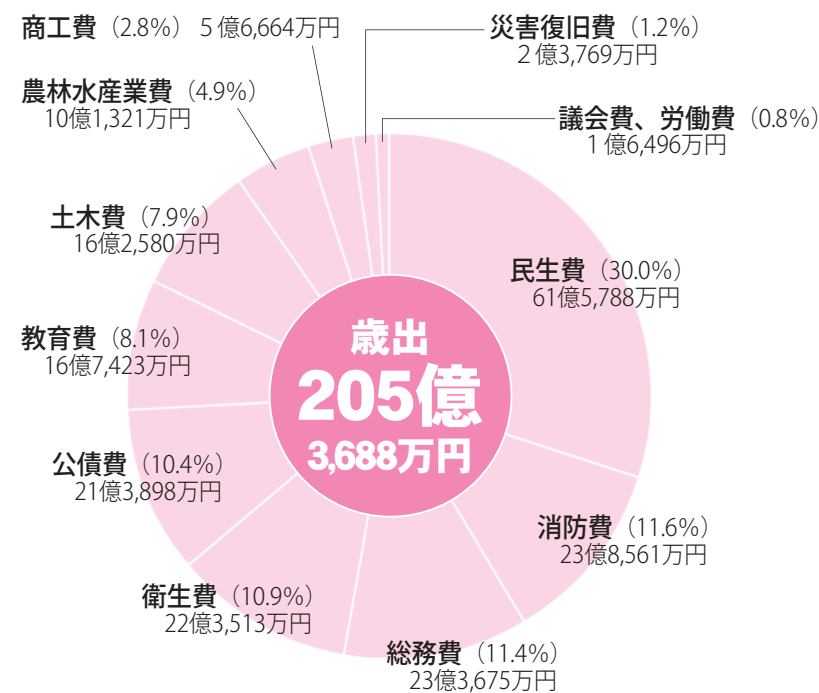 商工費（2.8%） 5億6,664万円
災害復旧費（1.2%）
2億3,769万円
農林水産業費（4.9%）
10億1,321万円
議会費、労働費（0.8%）
1億6,496万円
土木費（7.9%）
16億2,580万円
民生費（30.0%）
61億5,788万円
教育費（8.1%）
16億7,423万円
歳出
205億
3,688万円
公債費（10.4%）
21億3,898万円
消防費（11.6%）
23億8,561万円
衛生費（10.9%）
22億3,513万円
総務費（11.4%）
23億3,675万円